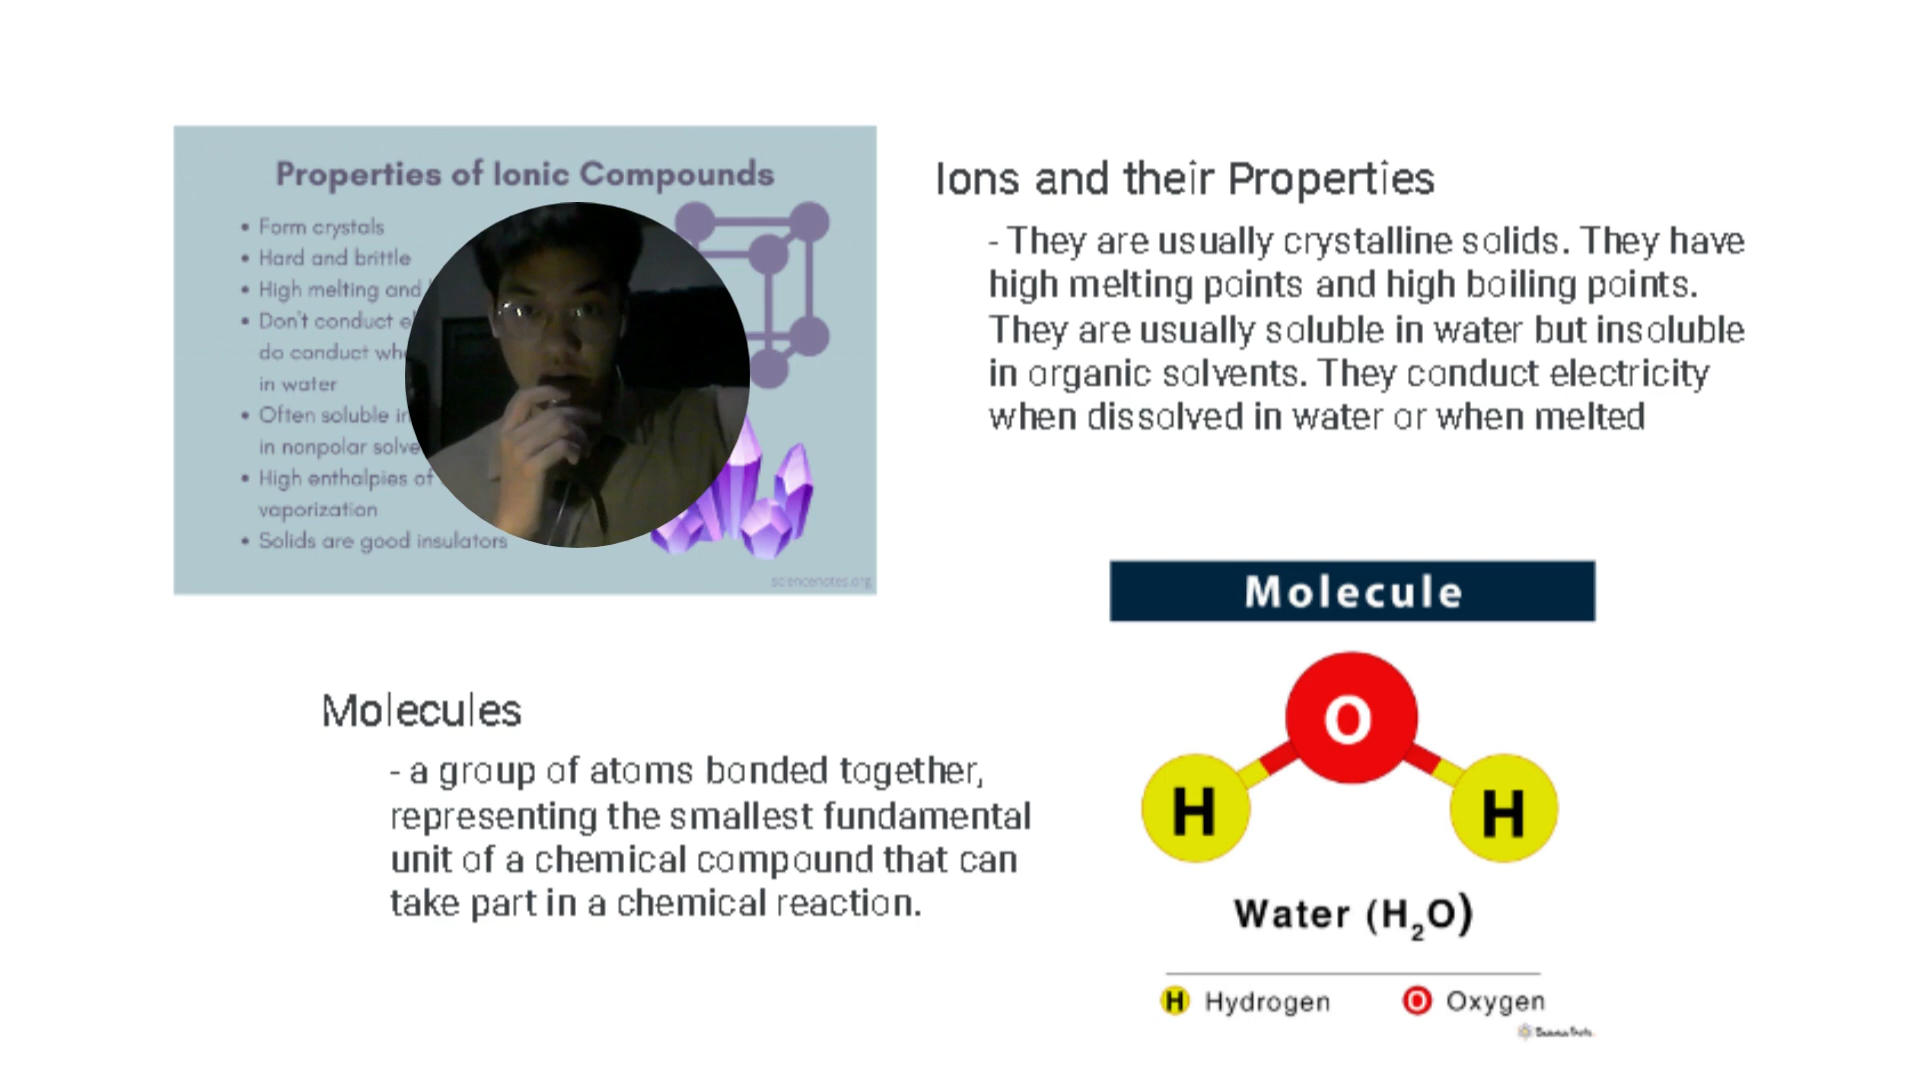 Properties of Ionic Compounds
• Form crystals
• Hard and brittle
• High melting and
• Don't conduct
do conduct
in water
• Often soluble in
in nonpolar
• High enthalpies of
vaporization
• Solids are good insulators
sciencenotes.org
Ions and their Properties
- They are usually crystalline solids. They have
high melting points and high boiling points.
They are usually soluble in water but insoluble
in organic solvents. They conduct electricity
when dissolved in water or when melted
Molecules
- a group of atoms bonded together,
representing the smallest fundamental
unit of a chemical compound that can
take part in a chemical reaction.
Molecule
O
H H
Water (H₂O)
H Hydrogen O Oxygen